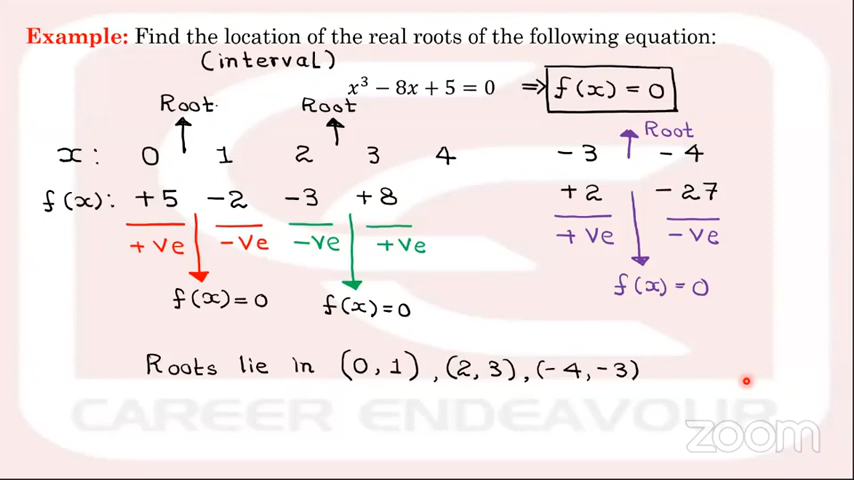 Example: Find the location of the real roots of the following equation:
(interval)
x³ − 8x + 5 = 0 ⇒ f(x) = 0
Root Root Root
x: 0 1 2 3 4 −3 −4
f(x): +5 −2 −3 +8 +2 −27
+ve −ve −ve +ve +ve −ve
f(x)=0 f(x)=0 f(x)=0
Roots lie in (0,1), (2,3), (−4,−3)
CAREER ENDEAVOUR
zoom